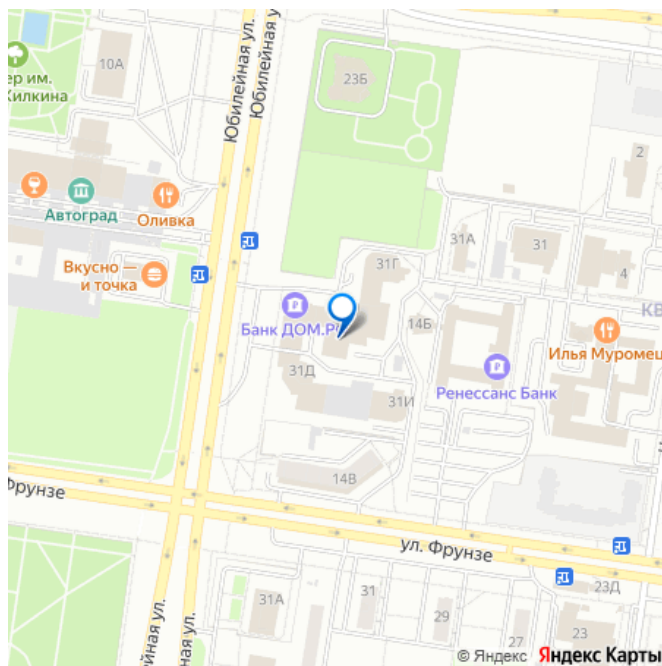 Юбилейная ул.
Юбилейная у
10А
ер им.
Жилкина
23Б
2
Автоград
Оливка
31А
31
31Г
4
Вкусно —
и точка
КВ
Банк ДОМ.Р
14Б
Илья Муромец
31Д
Ренессанс Банк
31И
14В
Фрунзе
ул. Фрунзе
31А
31
29
27
23Д
23
Юбилейная ул.
йная ул.
© Яндекс Яндекс Карты